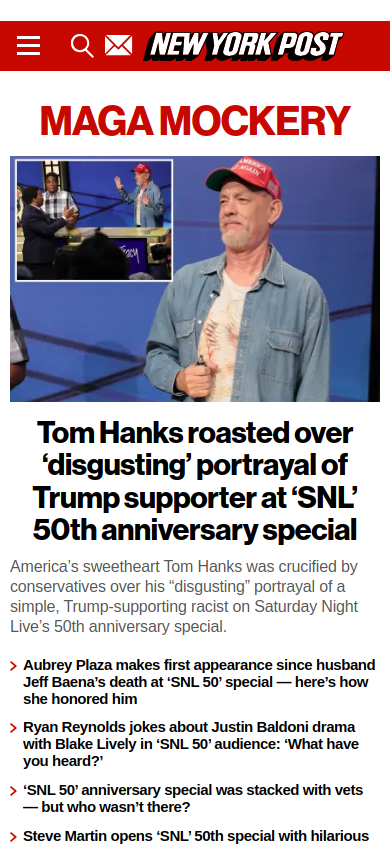 NEW YORK POST
MAGA MOCKERY
AMERICA
AGAIN
racy
Tom Hanks roasted over
‘disgusting’ portrayal of
Trump supporter at ‘SNL’
50th anniversary special
America’s sweetheart Tom Hanks was crucified by
conservatives over his “disgusting” portrayal of a
simple, Trump-supporting racist on Saturday Night
Live’s 50th anniversary special.
Aubrey Plaza makes first appearance since husband
Jeff Baena’s death at ‘SNL 50’ special — here’s how
she honored him
Ryan Reynolds jokes about Justin Baldoni drama
with Blake Lively in ‘SNL 50’ audience: ‘What have
you heard?’
‘SNL 50’ anniversary special was stacked with vets
— but who wasn’t there?
Steve Martin opens ‘SNL’ 50th special with hilarious